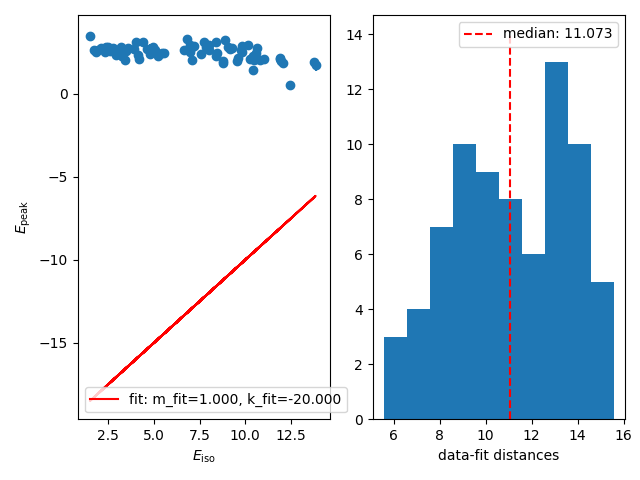 0
−5
−10
−15
2.5 5.0 7.5 10.0 12.5
E_peak
E_iso
fit: m_fit=1.000, k_fit=-20.000
14
12
10
8
6
4
2
0
6 8 10 12 14 16
data-fit distances
median: 11.073